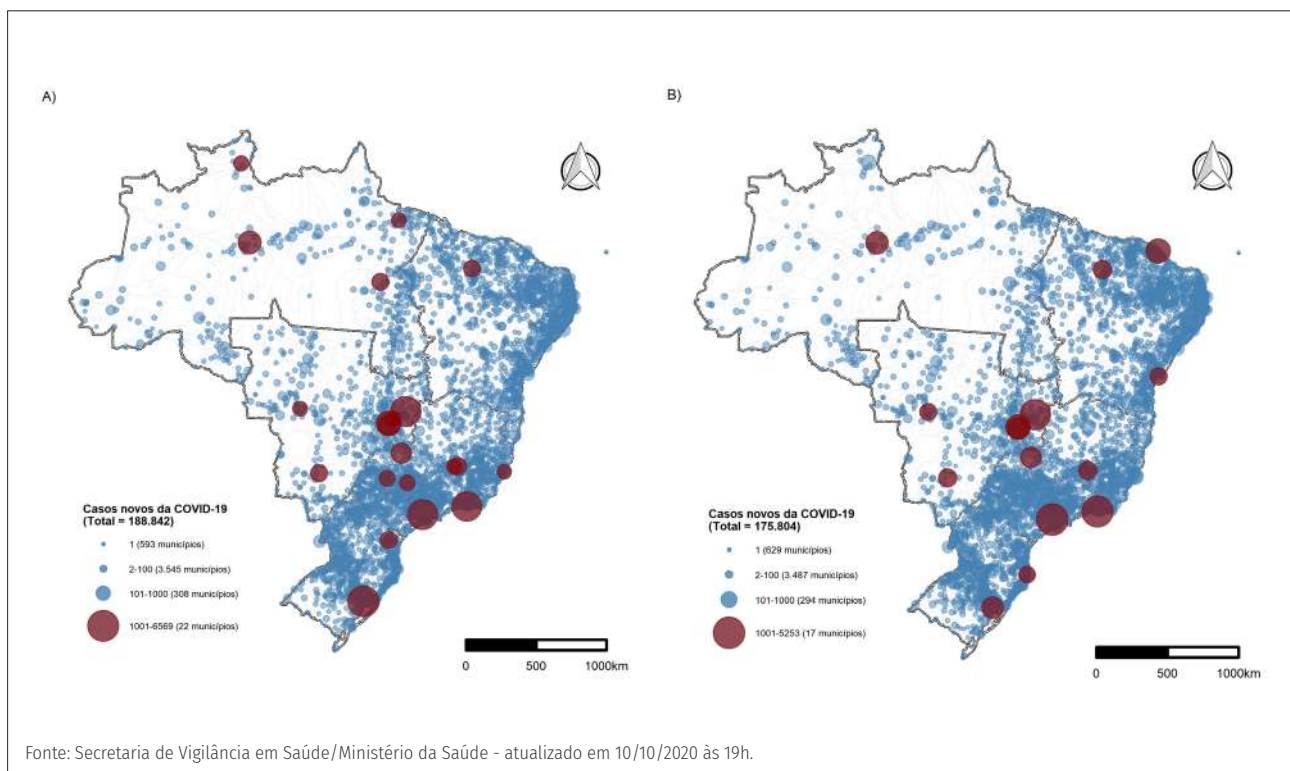 A)
Casos novos da COVID-19
(Total = 188.842)
1 (593 municípios)
2-100 (3.545 municípios)
101-1000 (308 municípios)
1001-6569 (22 municípios)
0 500 1000km
B)
Casos novos da COVID-19
(Total = 175.804)
1 (629 municípios)
2-100 (3.487 municípios)
101-1000 (294 municípios)
1001-5253 (17 municípios)
0 500 1000km
Fonte: Secretaria de Vigilância em Saúde/Ministério da Saúde - atualizado em 10/10/2020 às 19h.